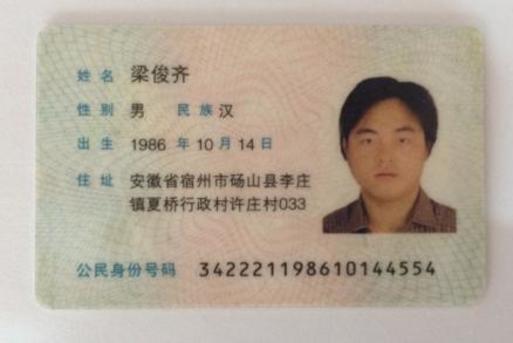 姓名 梁俊齐
性别 男 民族 汉
出生 1986 年 10 月 14 日
住址 安徽省宿州市砀山县李庄
镇夏桥行政村许庄村033
公民身份号码 342221198610144554